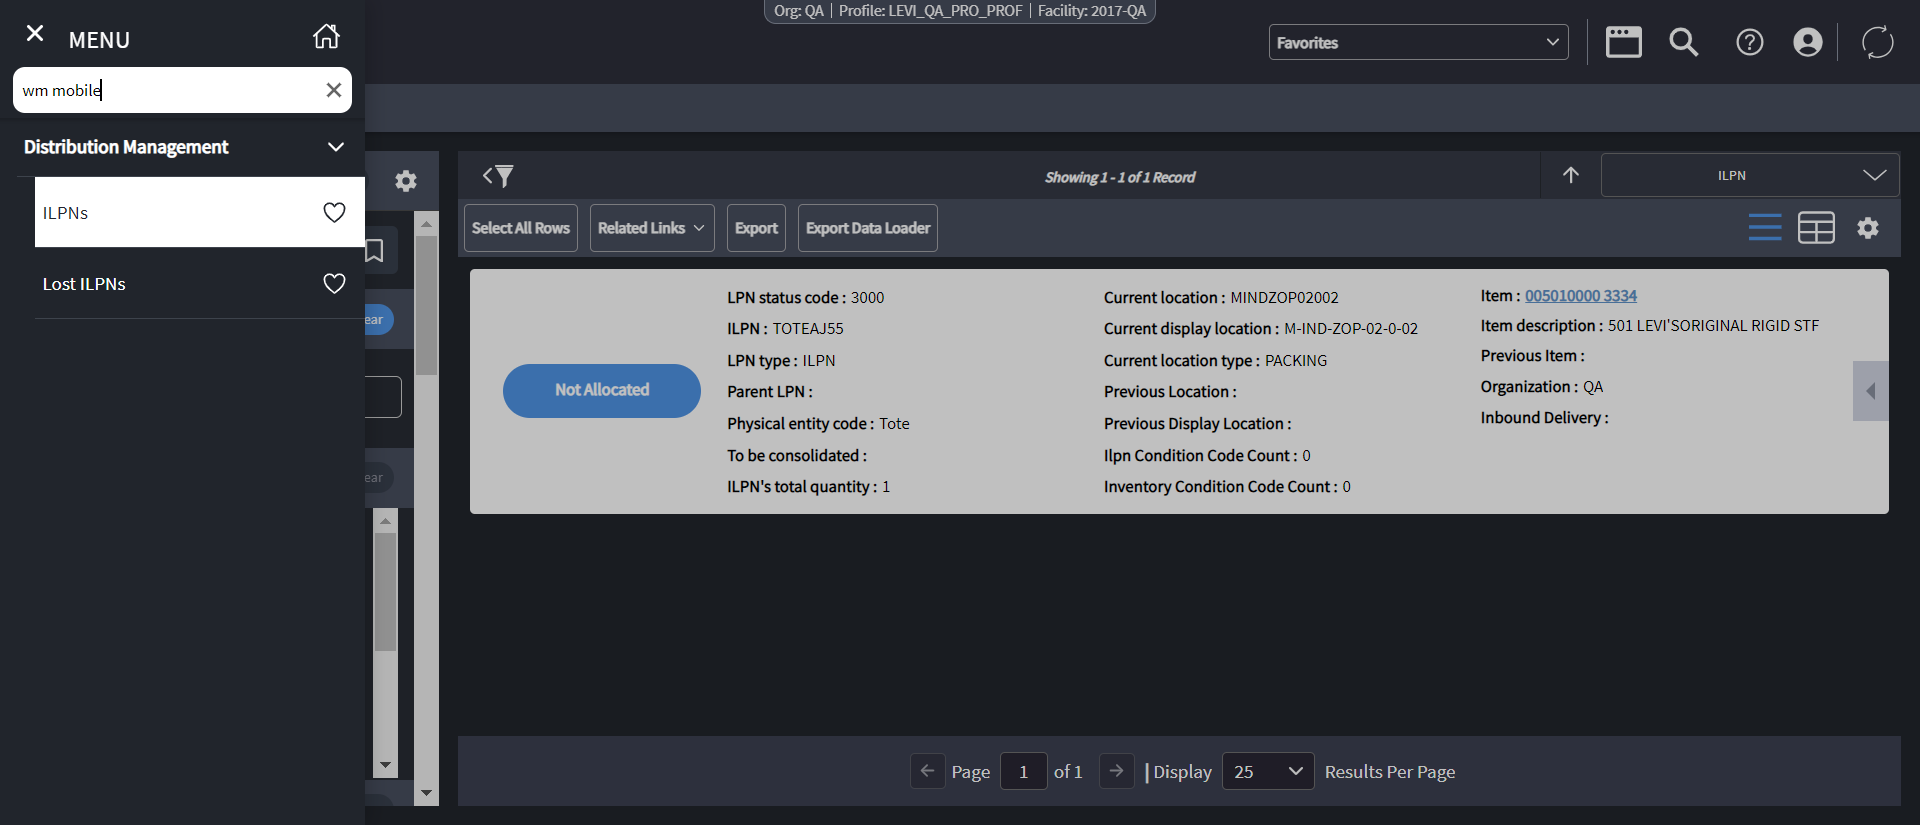 Org: QA | Profile: LEVI_QA_PRO_PROF | Facility: 2017-QA
MENU
Favorites
wm mobile
Distribution Management
ILPNs
Lost ILPNs
ear
ear
Showing 1 - 1 of 1 Record
ILPN
Select All Rows
Related Links
Export
Export Data Loader
Not Allocated
LPN status code : 3000
ILPN : TOTEAJ55
LPN type : ILPN
Parent LPN :
Physical entity code : Tote
To be consolidated :
ILPN's total quantity : 1
Current location : MINDZOP02002
Current display location : M-IND-ZOP-02-0-02
Current location type : PACKING
Previous Location :
Previous Display Location :
Ilpn Condition Code Count : 0
Inventory Condition Code Count : 0
Item : 005010000 3334
Item description : 501 LEVI'SORIGINAL RIGID STF
Previous Item :
Organization : QA
Inbound Delivery :
Page 1 of 1 | Display 25 Results Per Page